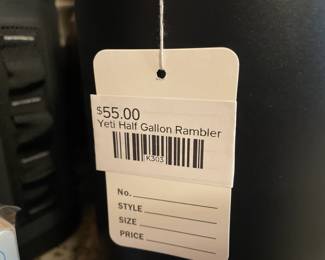 $55.00
Yeti Half Gallon Rambler
K303
No.
STYLE
SIZE
PRICE